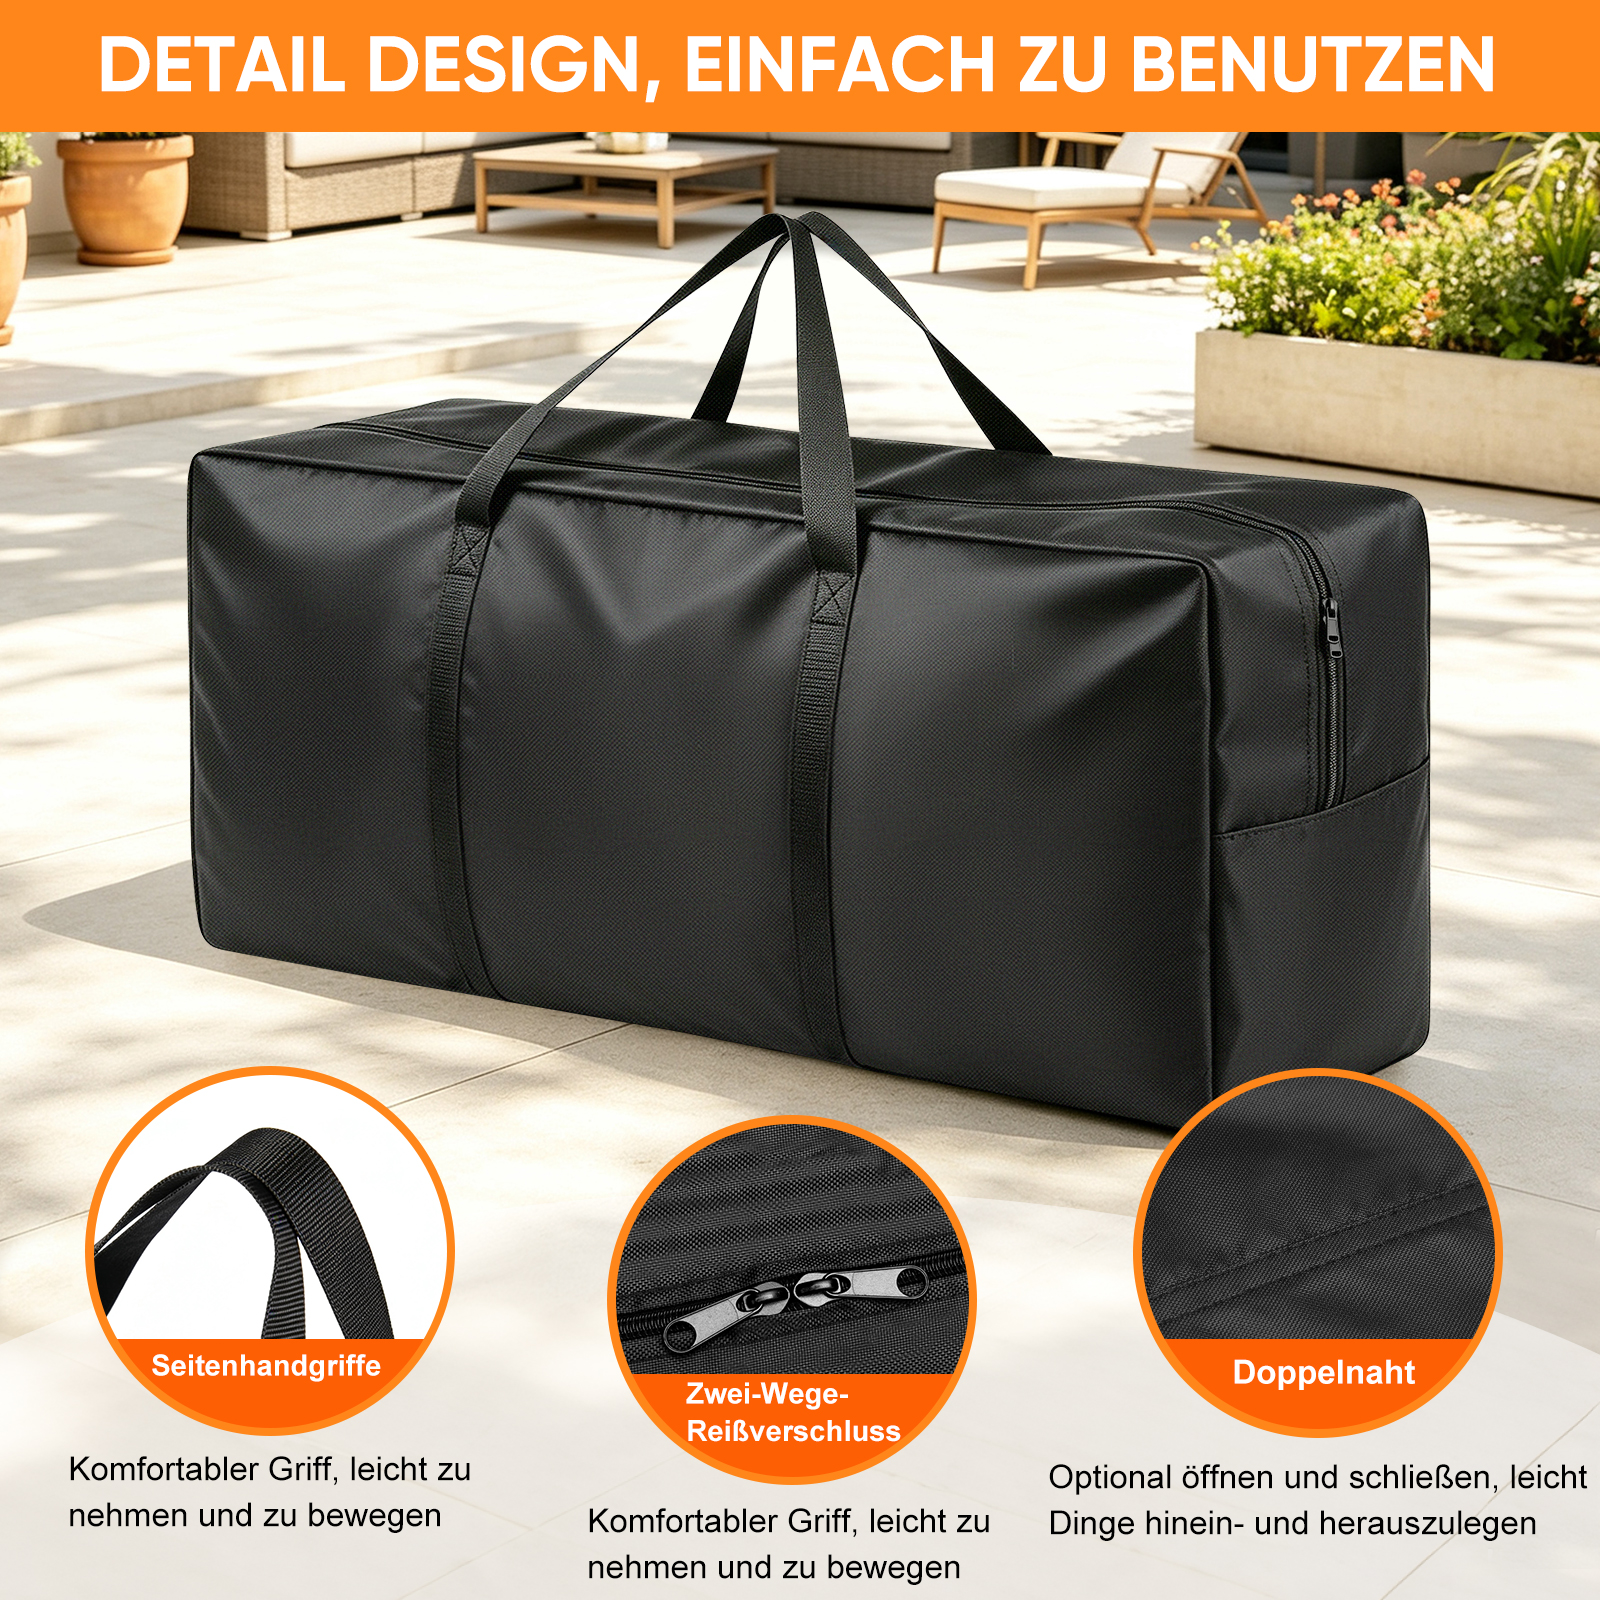 DETAIL DESIGN, EINFACH ZU BENUTZEN
Seitenhandgriffe
Komfortabler Griff, leicht zu
nehmen und zu bewegen
Zwei-Wege-
Reißverschluss
Komfortabler Griff, leicht zu
nehmen und zu bewegen
Doppelnaht
Optional öffnen und schließen, leicht
Dinge hinein- und herauszulegen